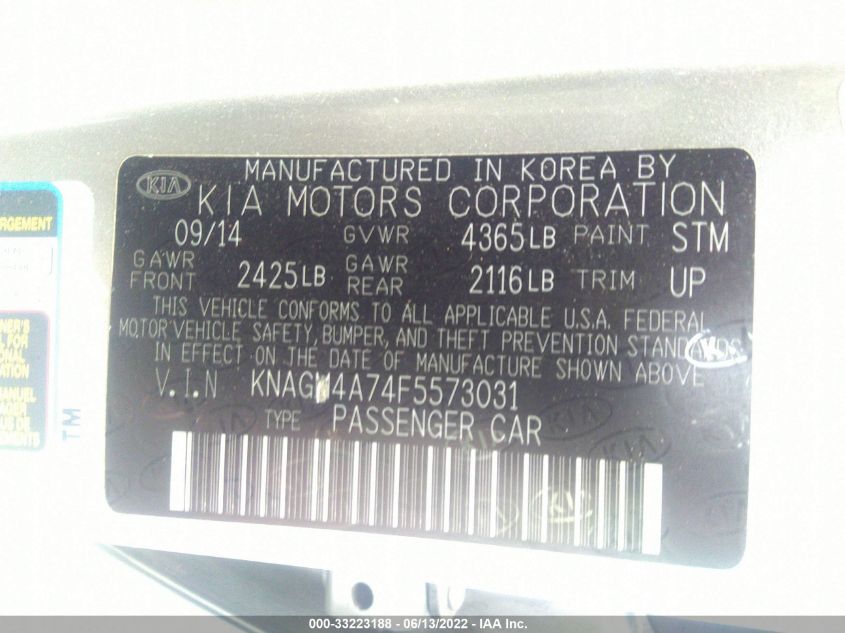 MANUFACTURED IN KOREA BY
KIA
KIA MOTORS CORPORATION
09/14 GVWR 4365LB PAINT STM
GAWR FRONT 2425LB GAWR REAR 2116LB TRIM UP
THIS VEHICLE CONFORMS TO ALL APPLICABLE U.S.A. FEDERAL
MOTOR VEHICLE SAFETY, BUMPER, AND THEFT PREVENTION STANDARDS
IN EFFECT ON THE DATE OF MANUFACTURE SHOWN ABOVE
V.I.N
TYPE PASSENGER CAR
TM
000-33223188 - 06/13/2022 - IAA Inc.